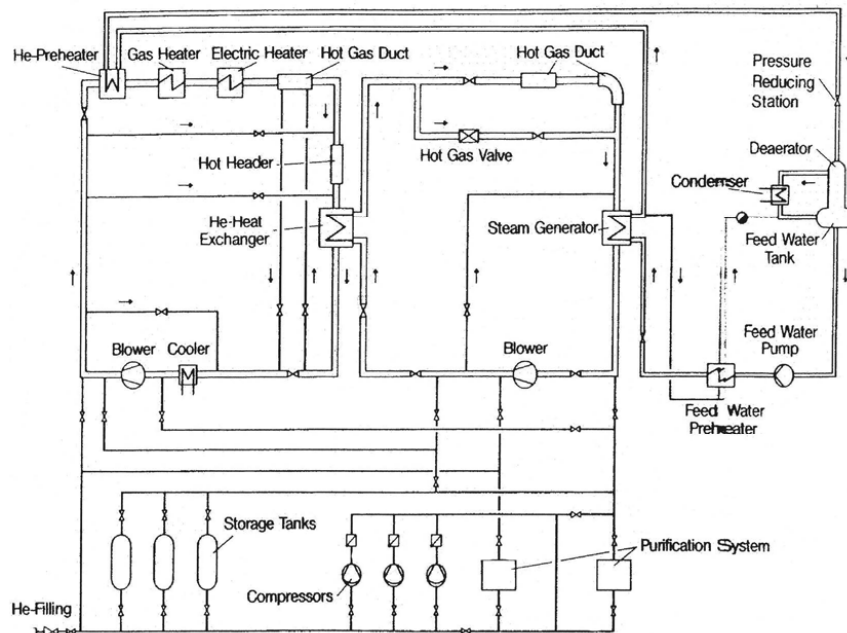 He-Preheater
Gas Heater
Electric Heater
Hot Gas Duct
Hot Gas Duct
Pressure
Reducing
Station
Hot Gas Valve
Deaerator
Hot Header
Condemser
He-Heat
Exchanger
Steam Generator
Feed Water
Tank
Blower
Cooler
Blower
Feed Water
Pump
Feed Water
Preheater
Storage Tanks
Purification System
Compressors
He-Filling